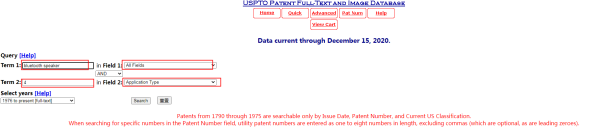 USPTO PATENT FULL-TEXT AND IMAGE DATABASE
Home Quick Advanced Pat Num Help
View Cart
Data current through December 15, 2020.
Query [Help]
Term 1: bluetooth speaker in Field 1: All Fields
AND
Term 2: 4 in Field 2: Application Type
Select years [Help]
1976 to present [full-text] Search 重置
Patents from 1790 through 1975 are searchable only by Issue Date, Patent Number, and Current US Classification.
When searching for specific numbers in the Patent Number field, utility patent numbers are entered as one to eight numbers in length, excluding commas (which are optional, as are leading zeroes).